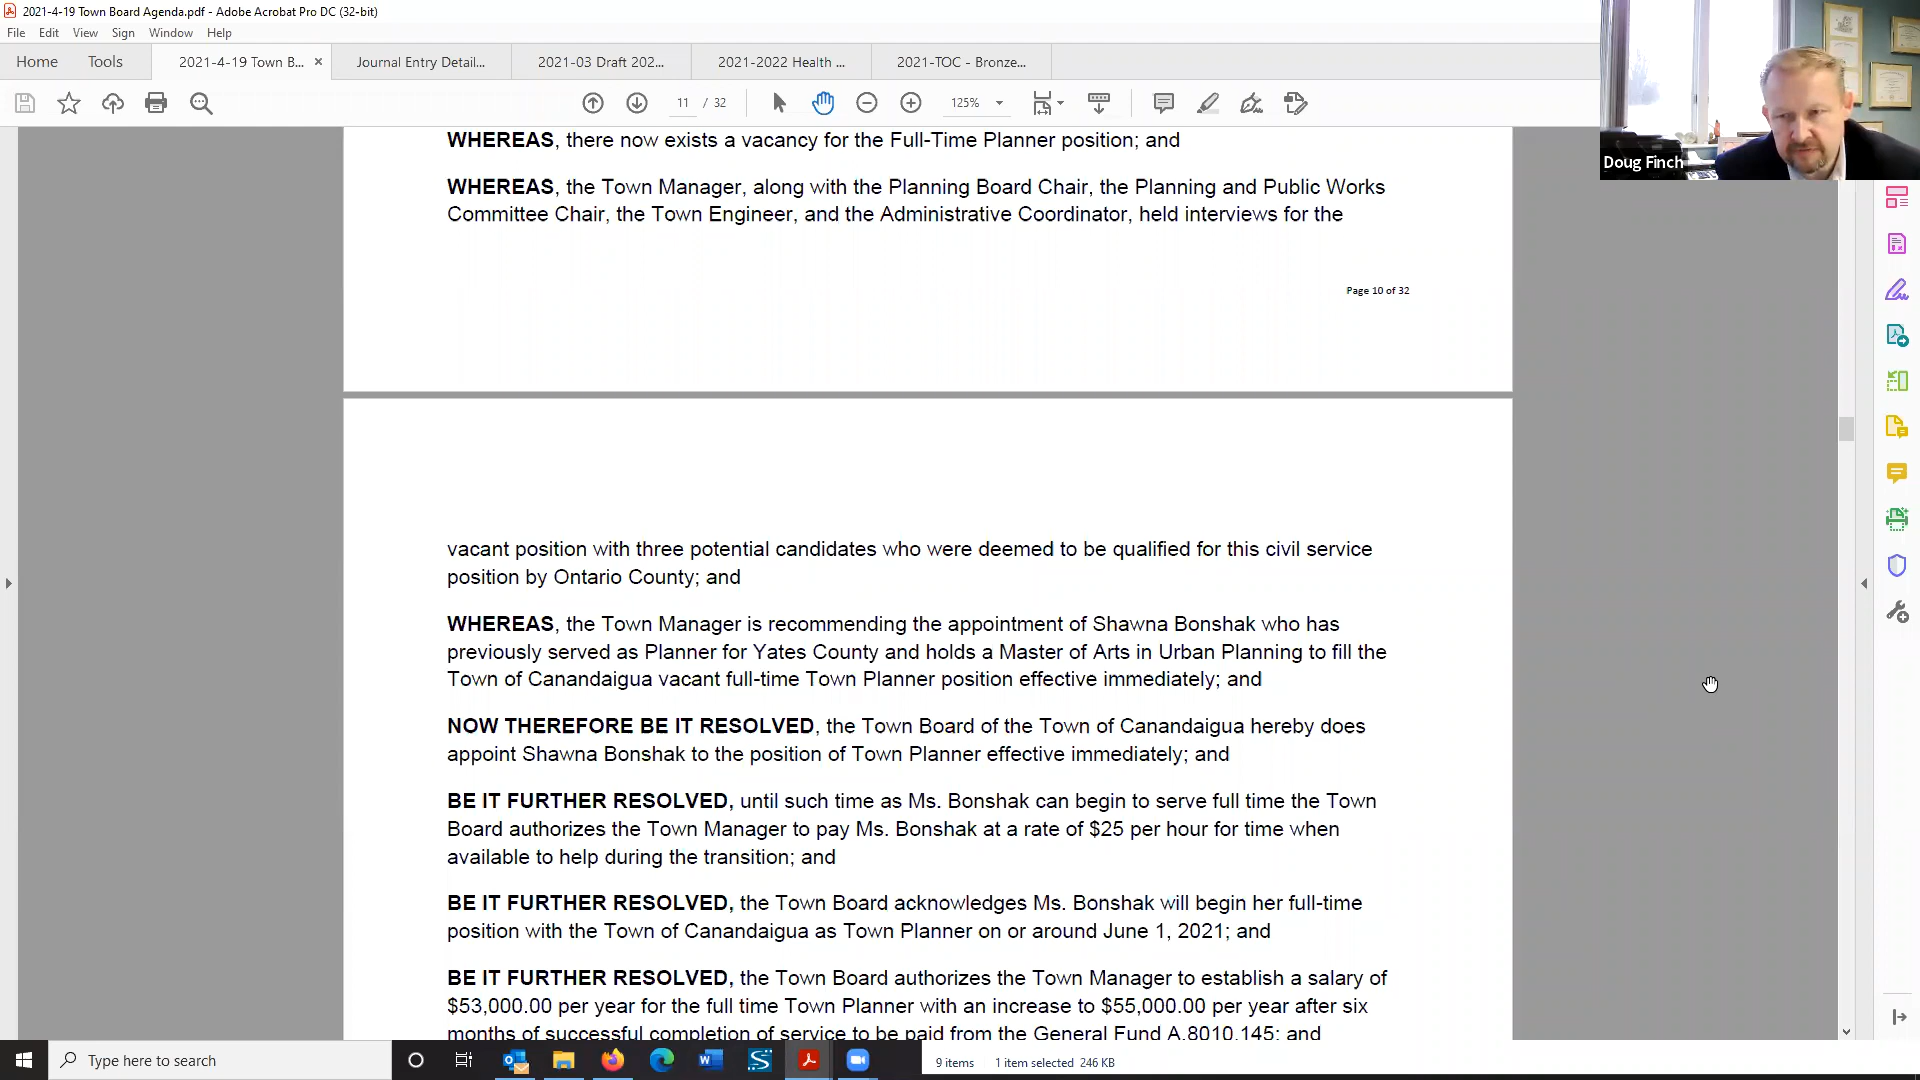 2021-4-19 Town Board Agenda.pdf - Adobe Acrobat Pro DC (32-bit)
File Edit View Sign Window Help
Home Tools 2021-4-19 Town B... × Journal Entry Detail... 2021-03 Draft 202... 2021-2022 Health ... 2021-TOC - Bronze...
11 / 32 125%
Doug Finch
WHEREAS, there now exists a vacancy for the Full-Time Planner position; and
WHEREAS, the Town Manager, along with the Planning Board Chair, the Planning and Public Works
Committee Chair, the Town Engineer, and the Administrative Coordinator, held interviews for the
Page 10 of 32
vacant position with three potential candidates who were deemed to be qualified for this civil service
position by Ontario County; and
WHEREAS, the Town Manager is recommending the appointment of Shawna Bonshak who has
previously served as Planner for Yates County and holds a Master of Arts in Urban Planning to fill the
Town of Canandaigua vacant full-time Town Planner position effective immediately; and
NOW THEREFORE BE IT RESOLVED, the Town Board of the Town of Canandaigua hereby does
appoint Shawna Bonshak to the position of Town Planner effective immediately; and
BE IT FURTHER RESOLVED, until such time as Ms. Bonshak can begin to serve full time the Town
Board authorizes the Town Manager to pay Ms. Bonshak at a rate of $25 per hour for time when
available to help during the transition; and
BE IT FURTHER RESOLVED, the Town Board acknowledges Ms. Bonshak will begin her full-time
position with the Town of Canandaigua as Town Planner on or around June 1, 2021; and
BE IT FURTHER RESOLVED, the Town Board authorizes the Town Manager to establish a salary of
$53,000.00 per year for the full time Town Planner with an increase to $55,000.00 per year after six
months of successful completion of service to be paid from the General Fund A.8010.145; and
Type here to search
9 items 1 item selected 246 KB